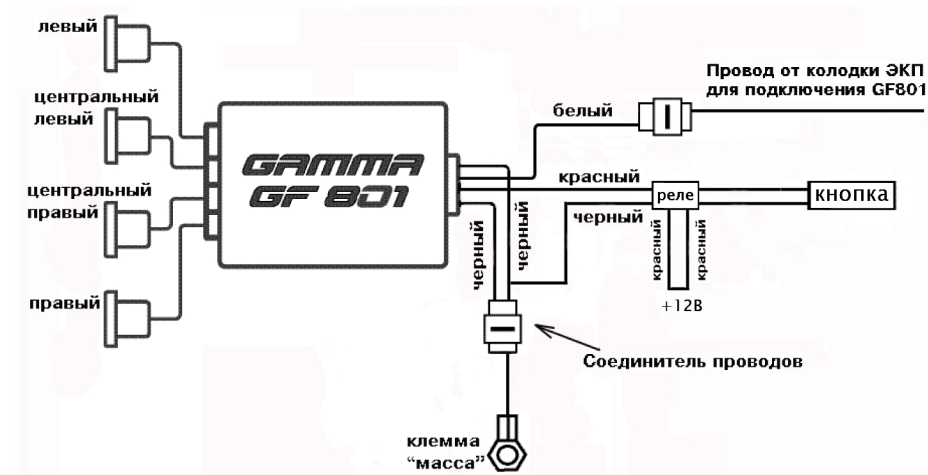 левый
центральный
левый
центральный
правый
правый
GAMMA
GF 801
белый
Провод от колодки ЭКП
для подключения GF801
красный
реле
кнопка
черный
черный
черный
красный
красный
+12В
Соединитель проводов
клемма
“масса”